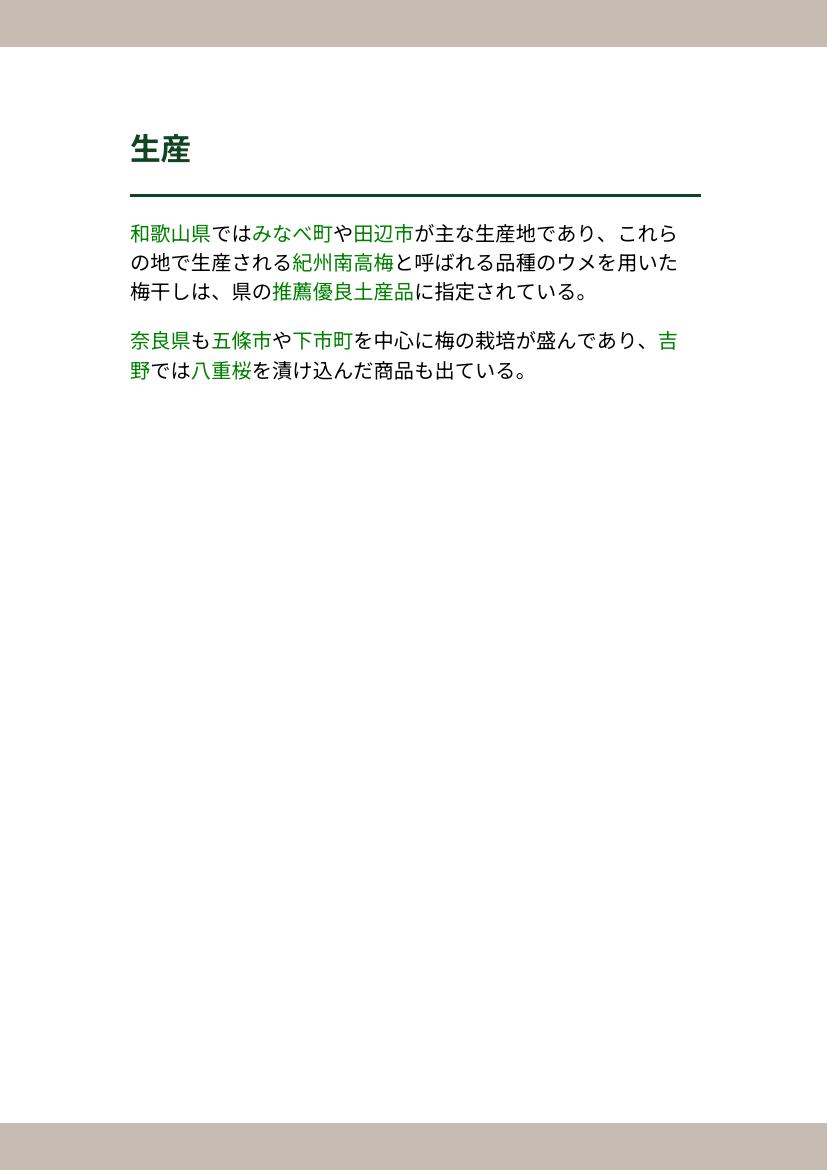 生産
和歌山県ではみなべ町や田辺市が主な生産地であり、これら
の地で生産される紀州南高梅と呼ばれる品種のウメを用いた
梅干しは、県の推薦優良土産品に指定されている。
奈良県も五條市や下市町を中心に梅の栽培が盛んであり、吉
野では八重桜を漬け込んだ商品も出ている。